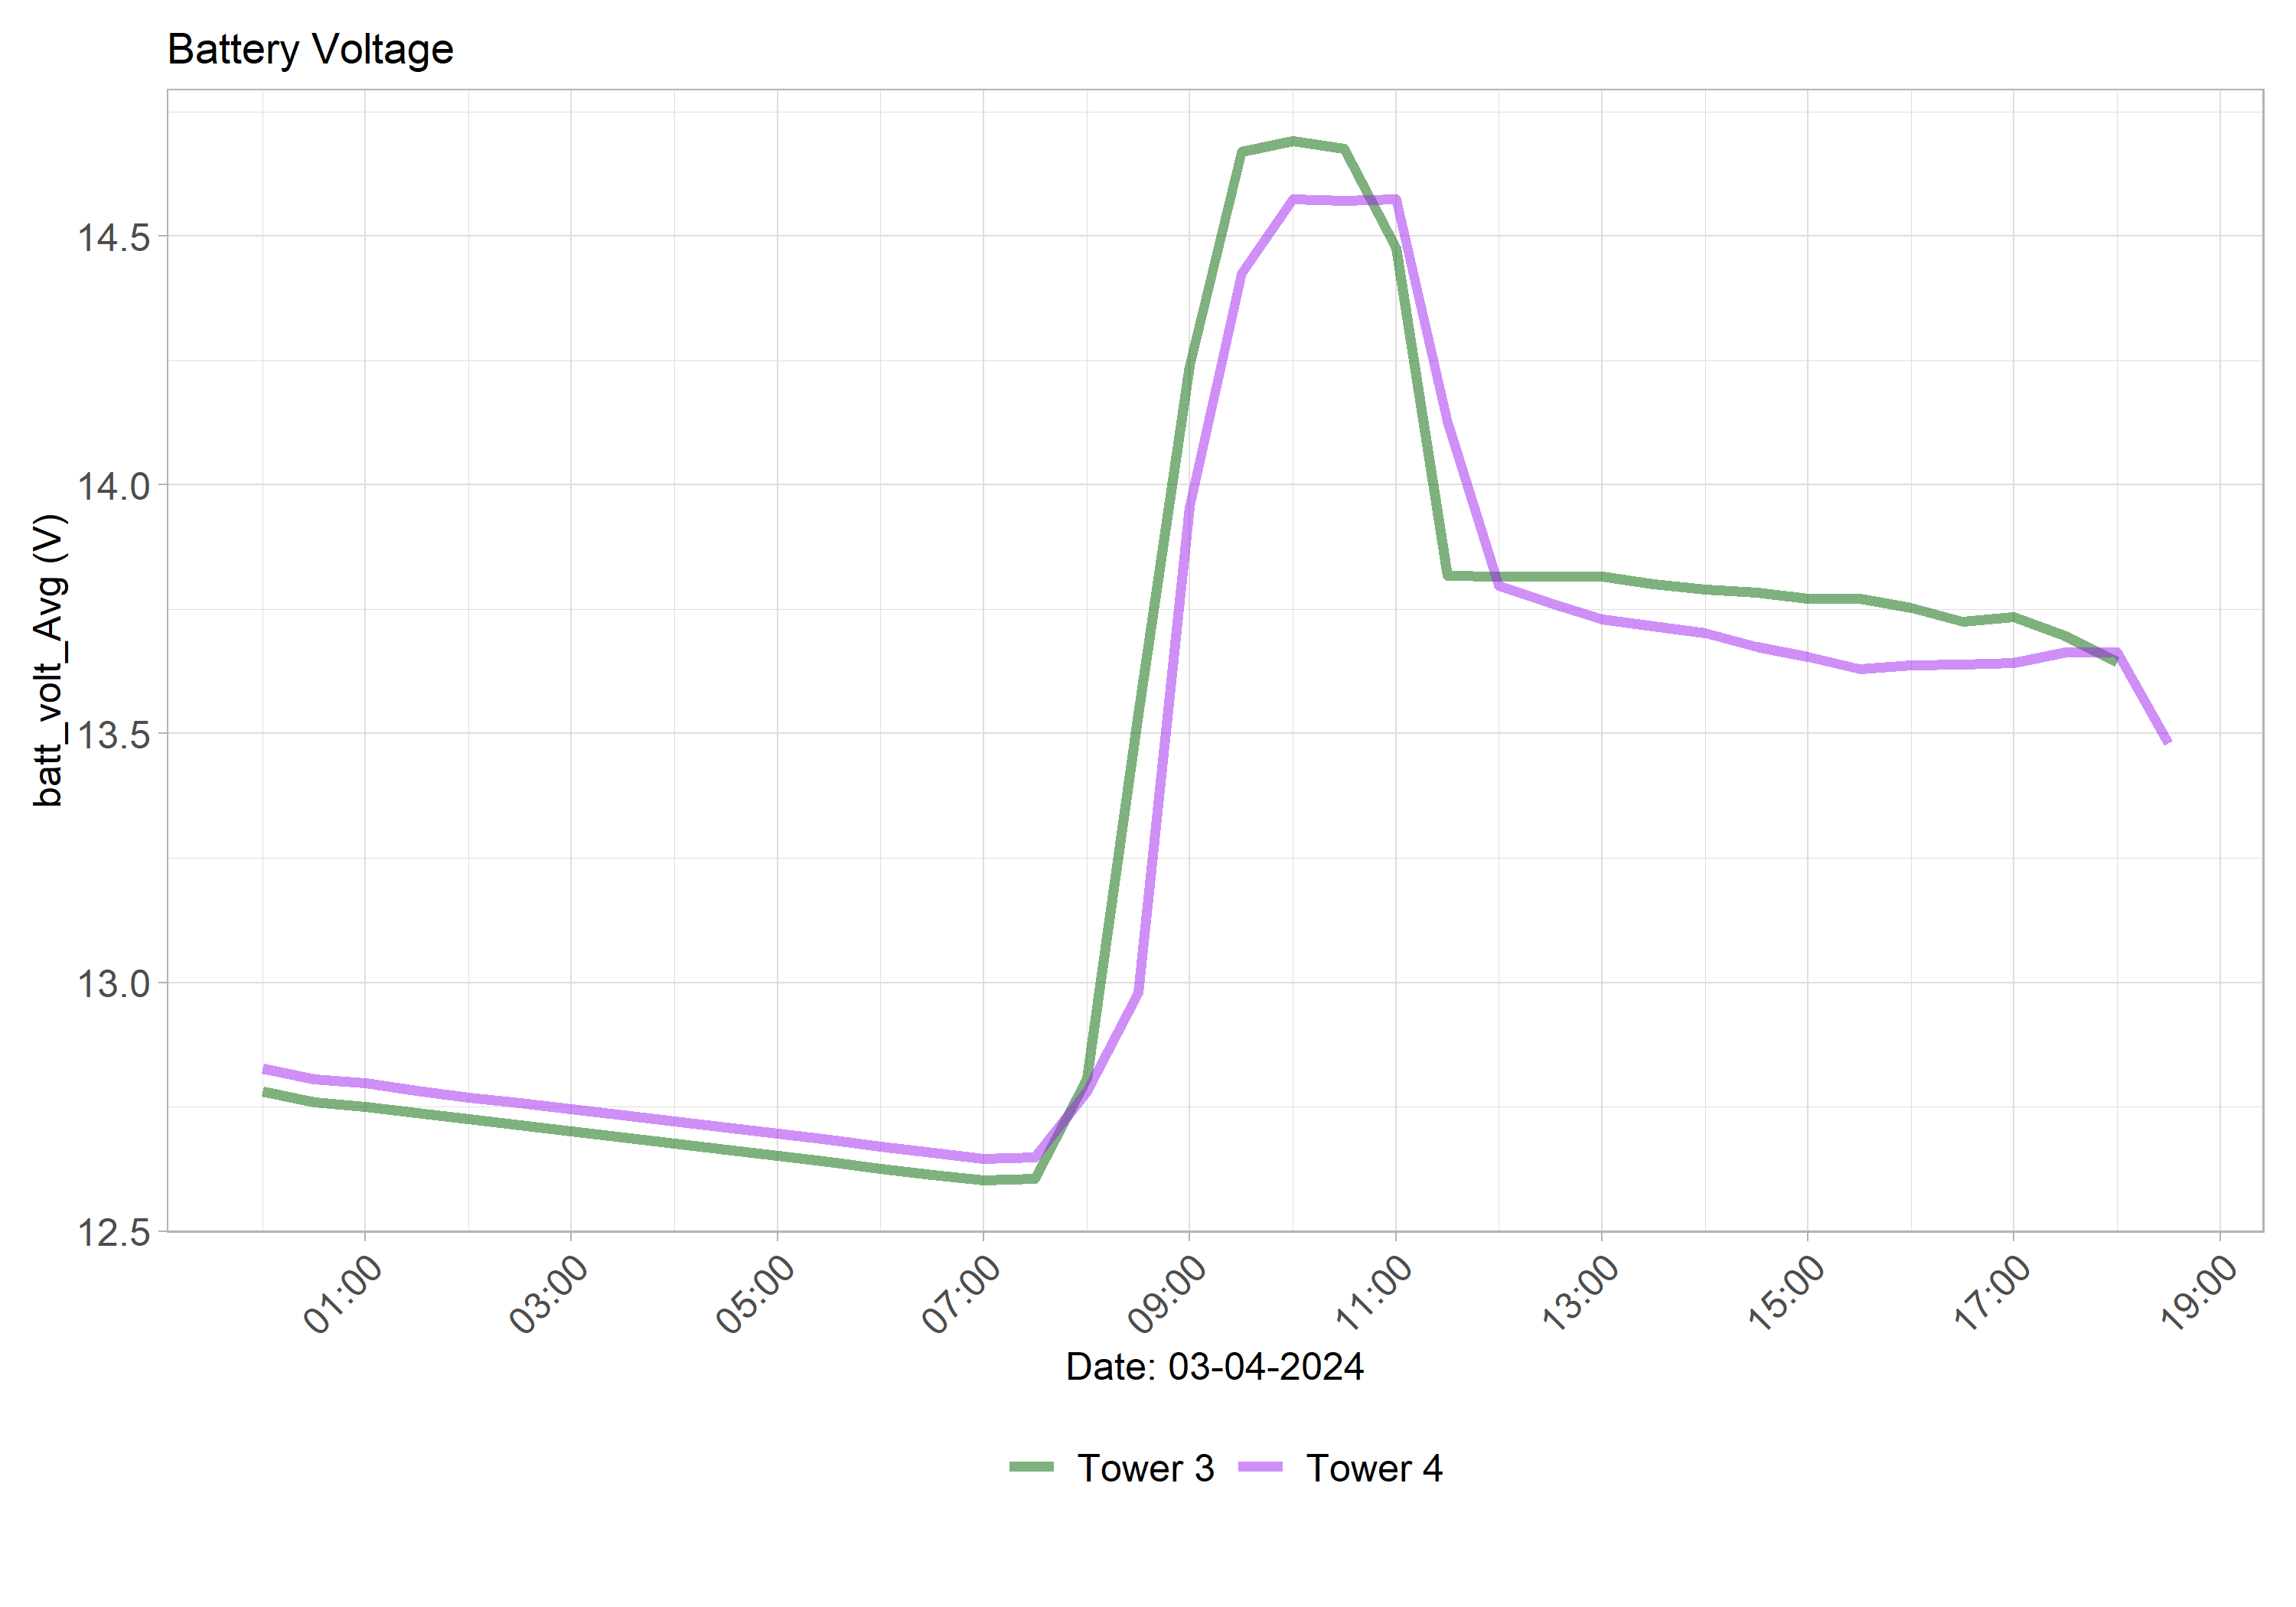 Battery Voltage
batt_volt_Avg (V)
14.5
14.0
13.5
13.0
12.5
01:00 03:00 05:00 07:00 09:00 11:00 13:00 15:00 17:00 19:00
Date: 03-04-2024
Tower 3 Tower 4